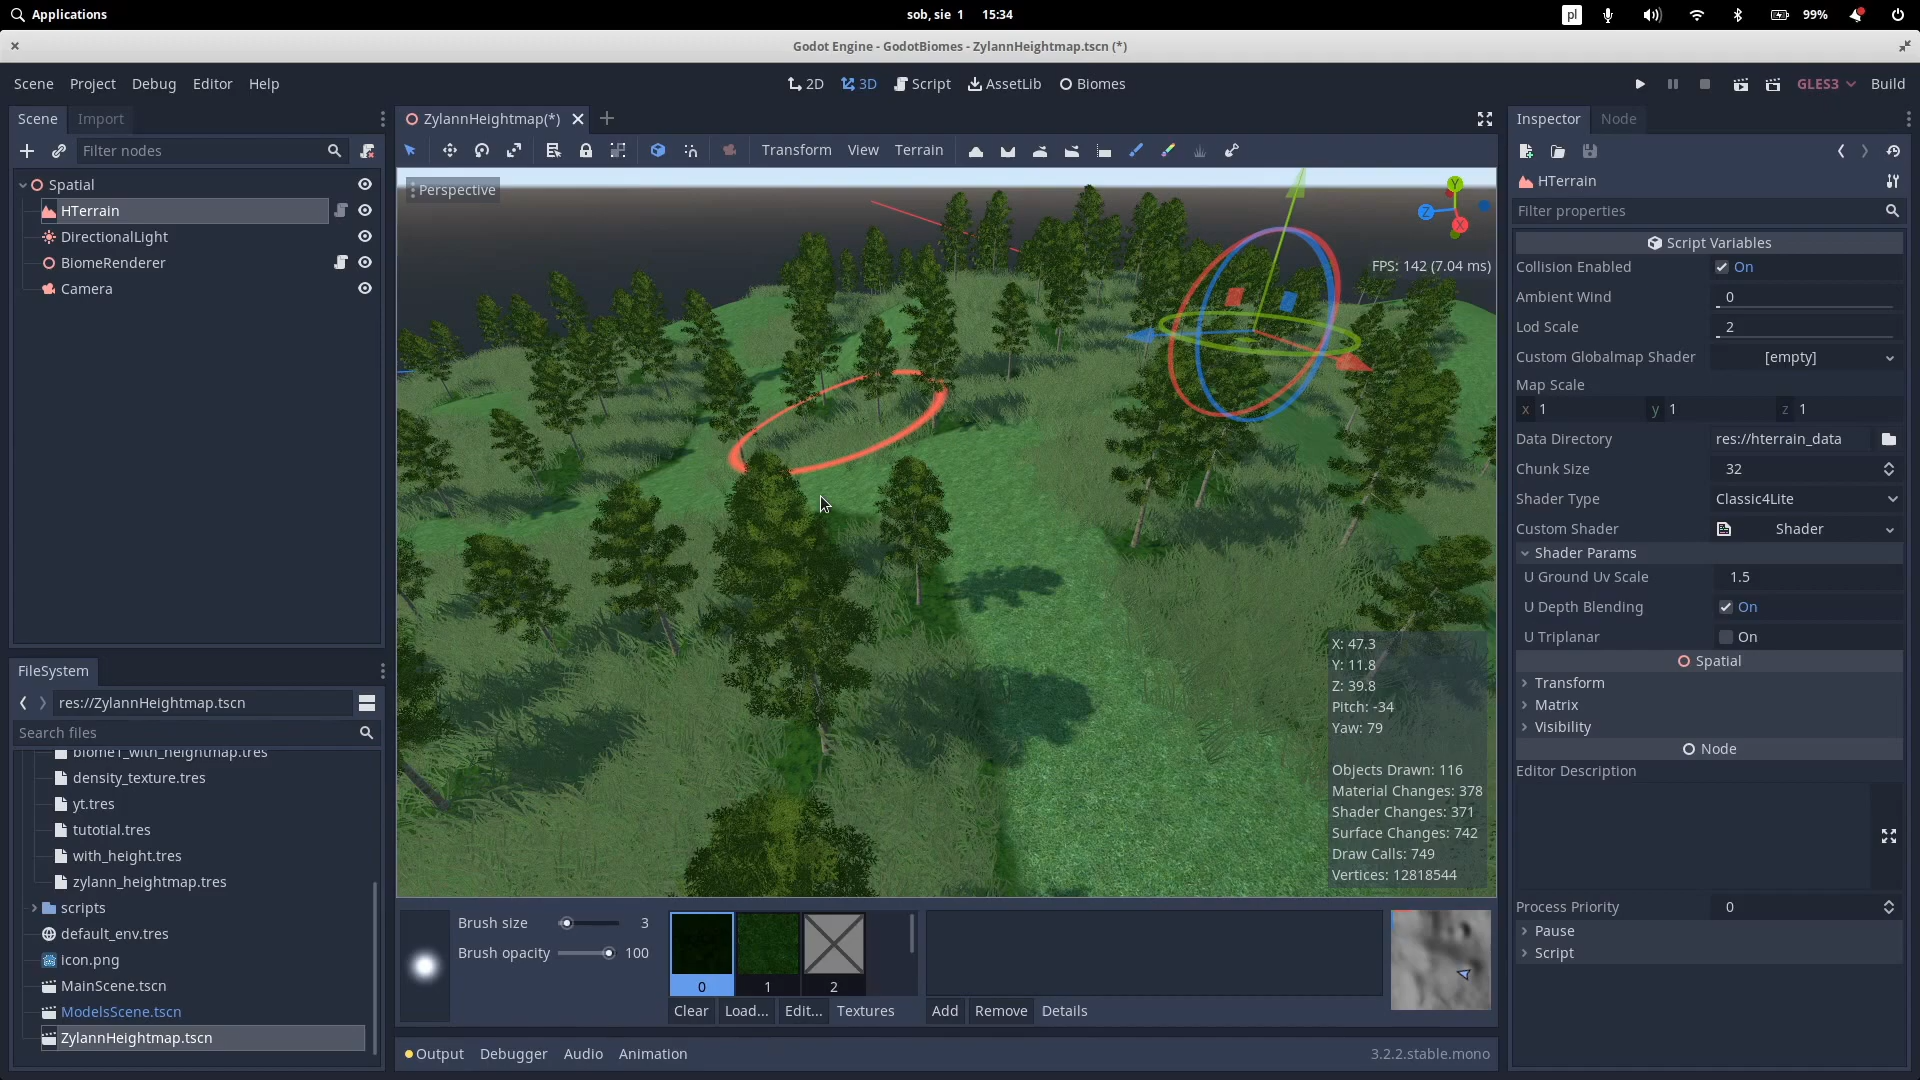 Applications
sob, sie 1 15:34
pl
99%
Godot Engine - GodotBiomes - ZylannHeightmap.tscn (*)
Scene Project Debug Editor Help
2D 3D Script AssetLib Biomes
GLES3 Build
Scene Import
Filter nodes
Spatial
HTerrain
DirectionalLight
BiomeRenderer
Camera
FileSystem
res://ZylannHeightmap.tscn
Search files
biome1_with_heightmap.tres
density_texture.tres
yt.tres
tutotial.tres
with_height.tres
zylann_heightmap.tres
scripts
default_env.tres
icon.png
MainScene.tscn
ModelsScene.tscn
ZylannHeightmap.tscn
ZylannHeightmap(*)
Transform View Terrain
Perspective
Y
Z
X
FPS: 142 (7.04 ms)
X: 47.3
Y: 11.8
Z: 39.8
Pitch: -34
Yaw: 79
Objects Drawn: 116
Material Changes: 378
Shader Changes: 371
Surface Changes: 742
Draw Calls: 749
Vertices: 12818544
Brush size 3
Brush opacity 100
0 1 2
Clear Load... Edit... Textures
Add Remove Details
Output Debugger Audio Animation
3.2.2.stable.mono
Inspector Node
HTerrain
Filter properties
Script Variables
Collision Enabled On
Ambient Wind 0
Lod Scale 2
Custom Globalmap Shader [empty]
Map Scale
x 1 y 1 z 1
Data Directory res://hterrain_data
Chunk Size 32
Shader Type Classic4Lite
Custom Shader Shader
Shader Params
U Ground Uv Scale 1.5
U Depth Blending On
U Triplanar On
Spatial
Transform
Matrix
Visibility
Node
Editor Description
Process Priority 0
Pause
Script